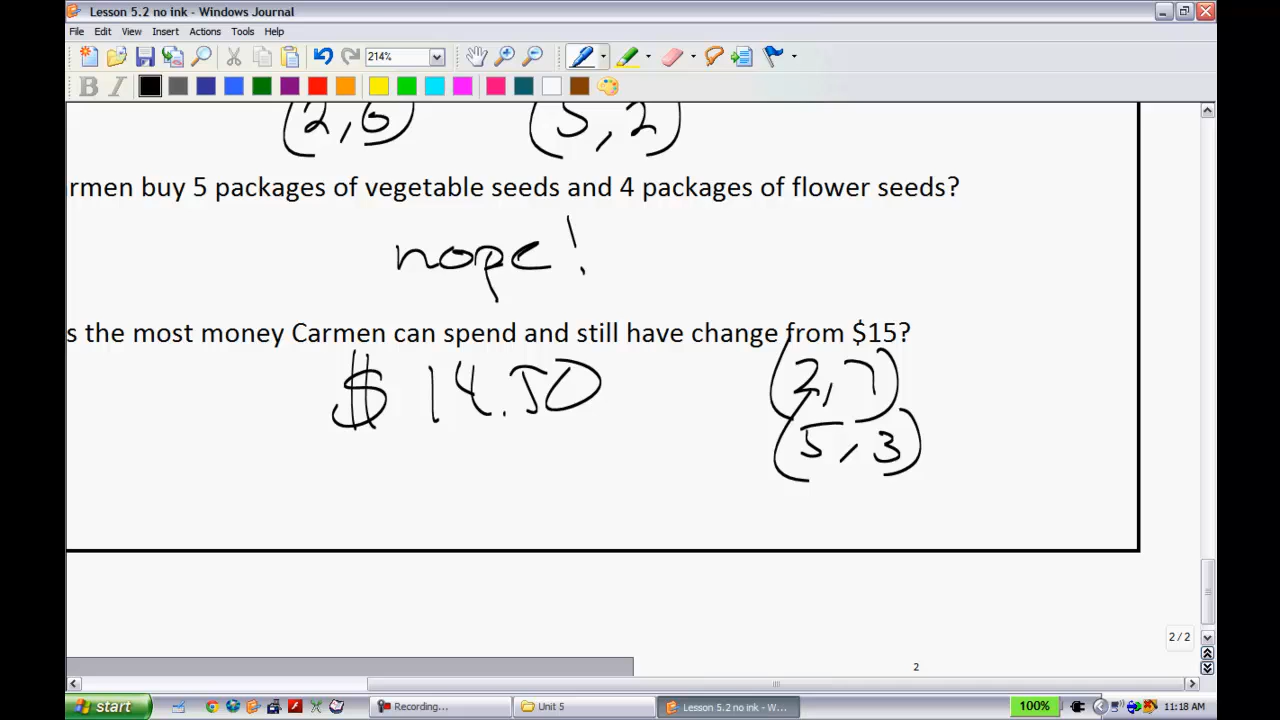 Lesson 5.2 no ink - Windows Journal
File Edit View Insert Actions Tools Help
214%
B I
(2, 6) (5, 2)
rmen buy 5 packages of vegetable seeds and 4 packages of flower seeds?
nope!
s the most money Carmen can spend and still have change from $15?
$ 14.50 (2, 7)
(5, 3)
2 / 2
2
start Recording... Unit 5 Lesson 5.2 no ink - W... 100% 11:18 AM